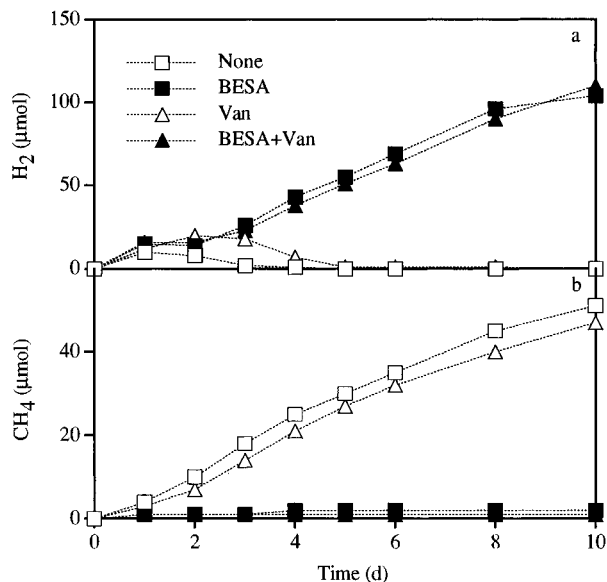 150
100
50
0
H2 (μmol)
a
None
BESA
Van
BESA+Van
b
40
20
0
CH4 (μmol)
0
2
4
6
8
10
Time (d)